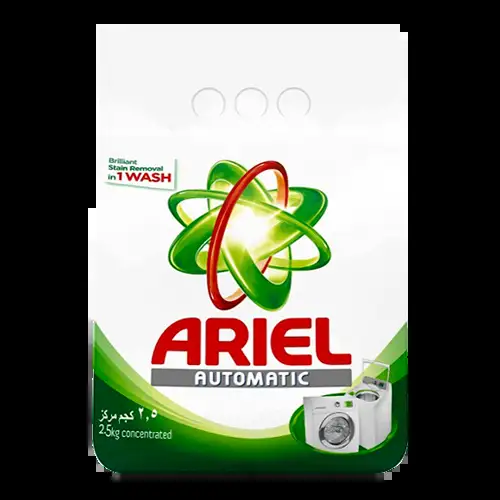 Brilliant
Stain Removal
in 1 WASH
ARIEL
AUTOMATIC
٢,٥ كجم مركز
2.5kg concentrated